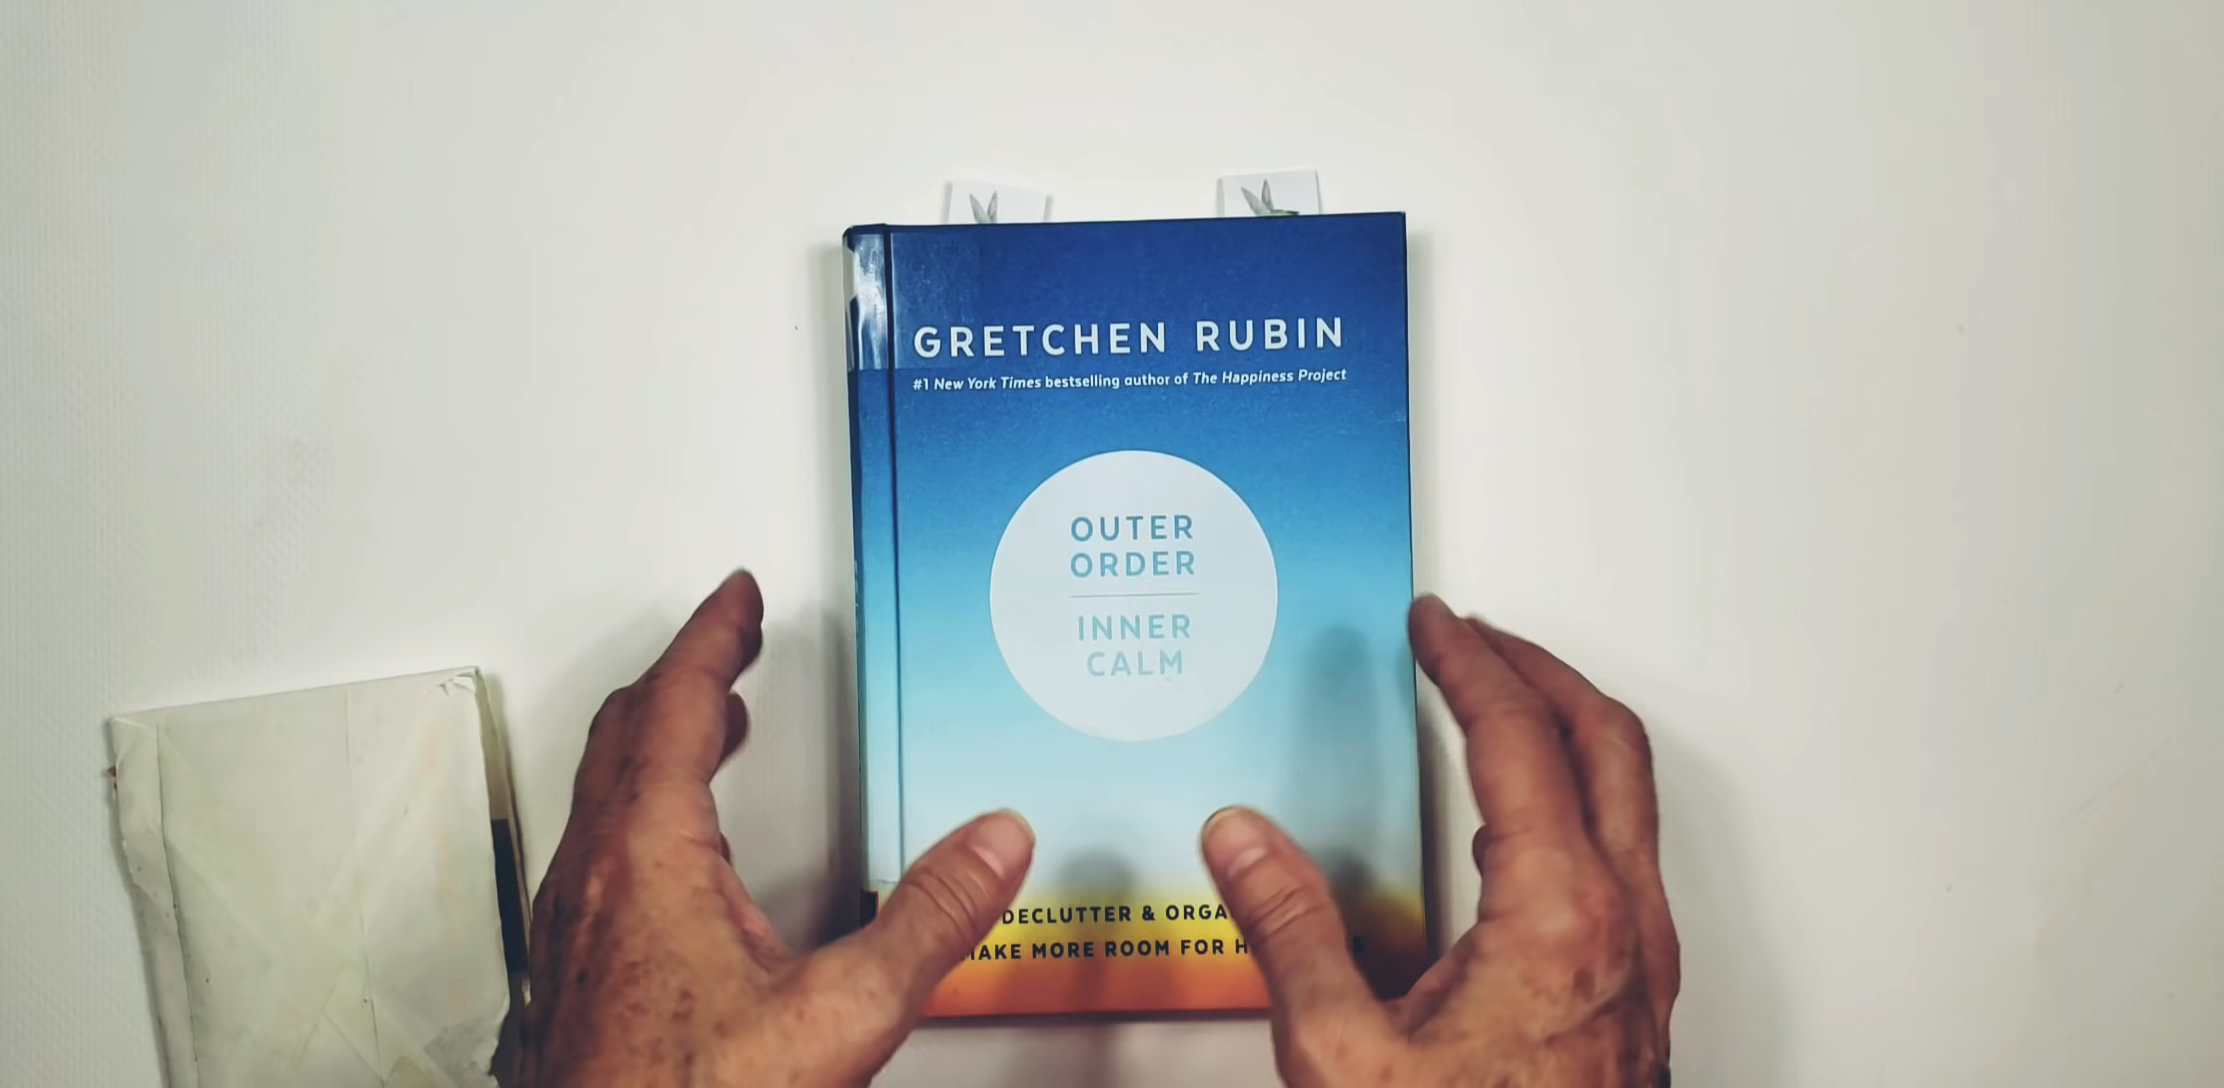 GRETCHEN RUBIN
#1 New York Times bestselling author of The Happiness Project
OUTER
ORDER
INNER
CALM
DECLUTTER & ORGA
MAKE MORE ROOM FOR H